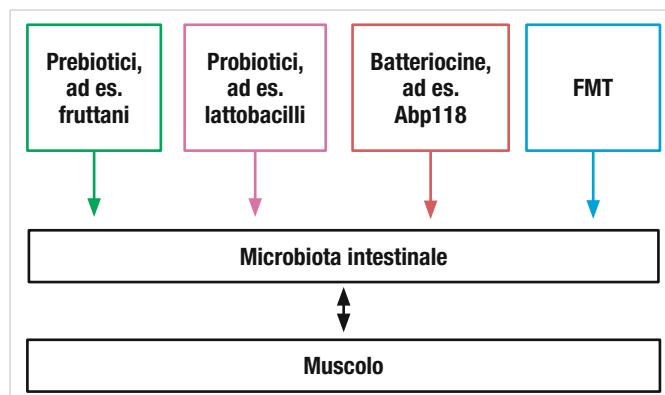 Prebiotici,
ad es.
fruttani
Probiotici,
ad es.
lattobacilli
Batteriocine,
ad es.
Abp118
FMT
Microbiota intestinale
Muscolo